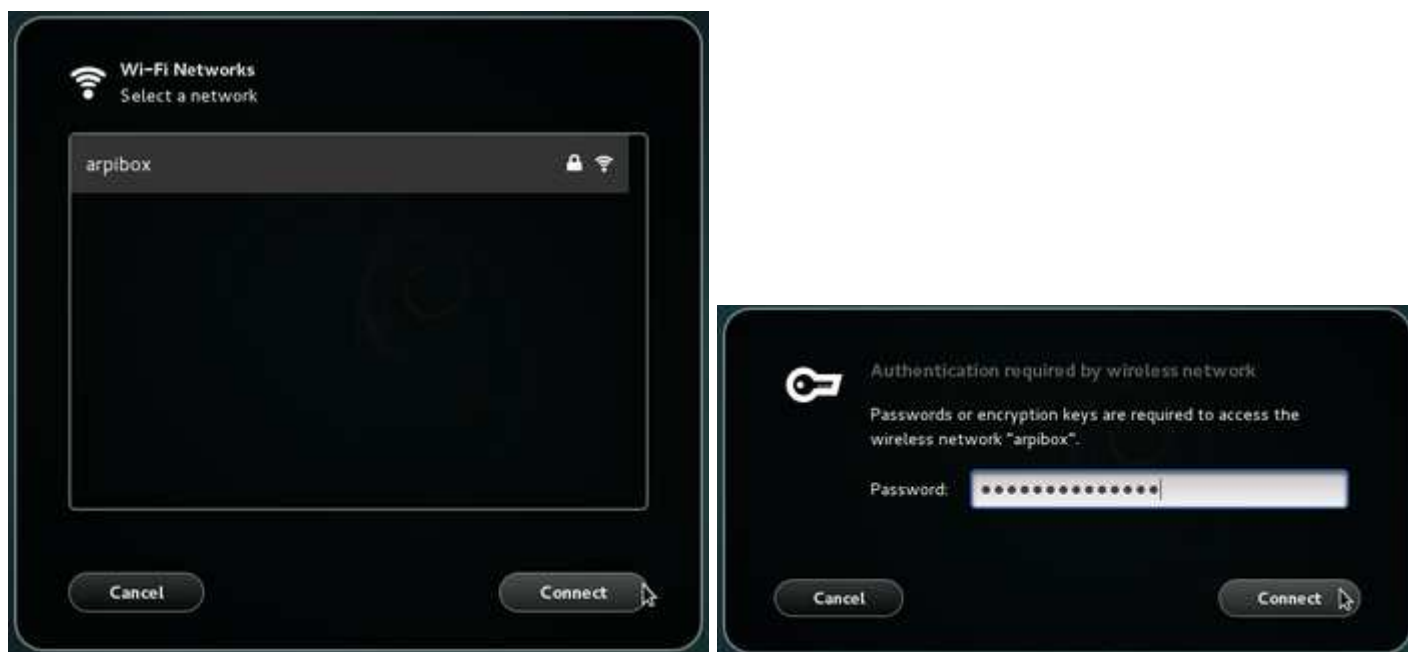 Wi-Fi Networks
Select a network
arpibox
Cancel
Connect
Authentication required by wireless network
Passwords or encryption keys are required to access the
wireless network "arpibox".
Password: ●●●●●●●●●●●●●●
Cancel
Connect